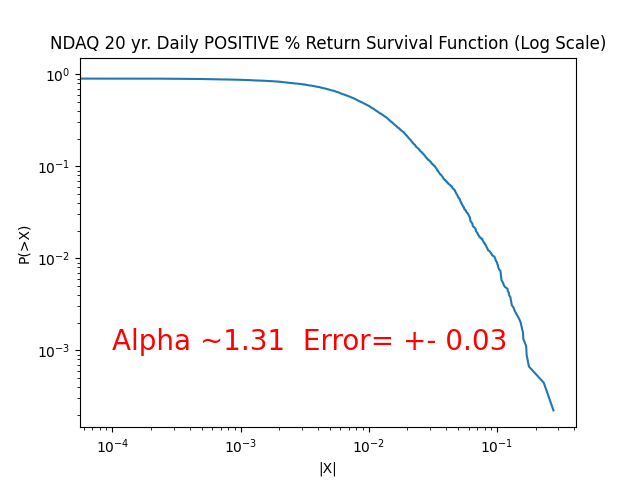 NDAQ 20 yr. Daily POSITIVE % Return Survival Function (Log Scale)
10⁰
10⁻¹
10⁻²
10⁻³
P(>X)
Alpha ~1.31  Error= +- 0.03
10⁻⁴
10⁻³
10⁻²
10⁻¹
|X|